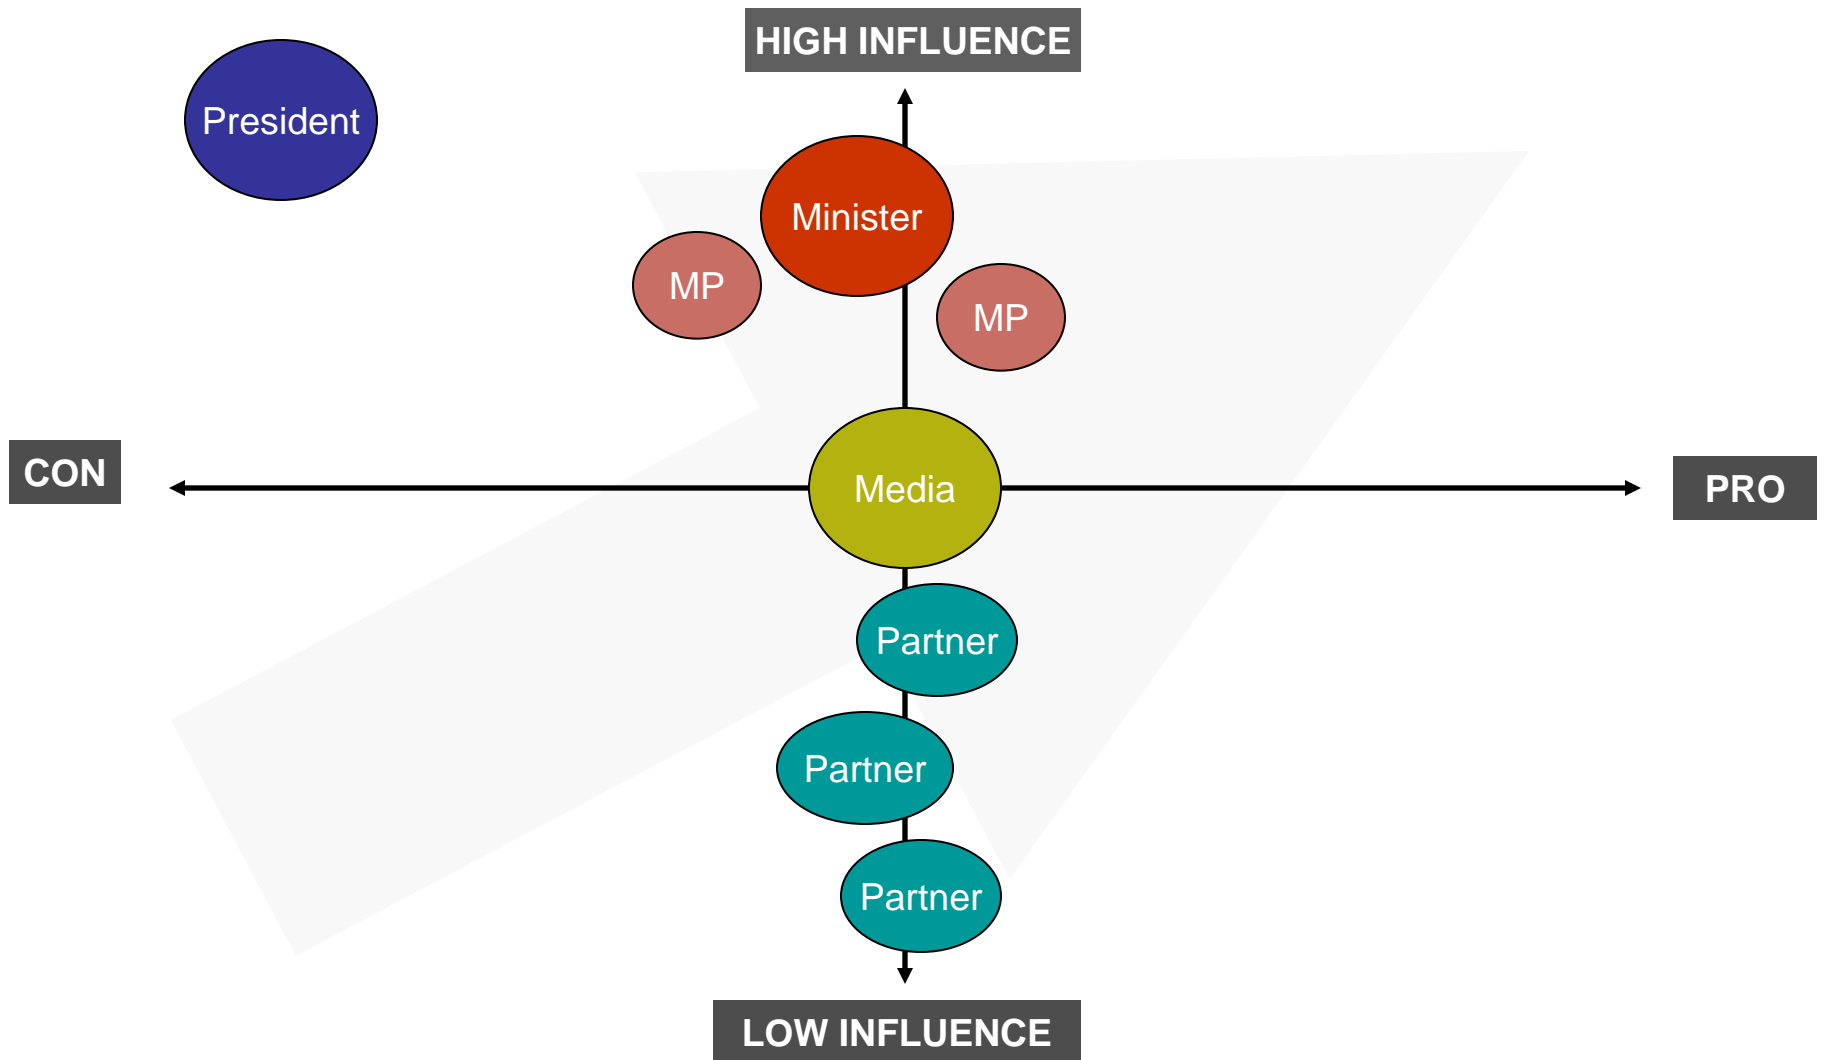 HIGH INFLUENCE
President
Minister
MP
MP
CON
Media
PRO
Partner
Partner
Partner
LOW INFLUENCE